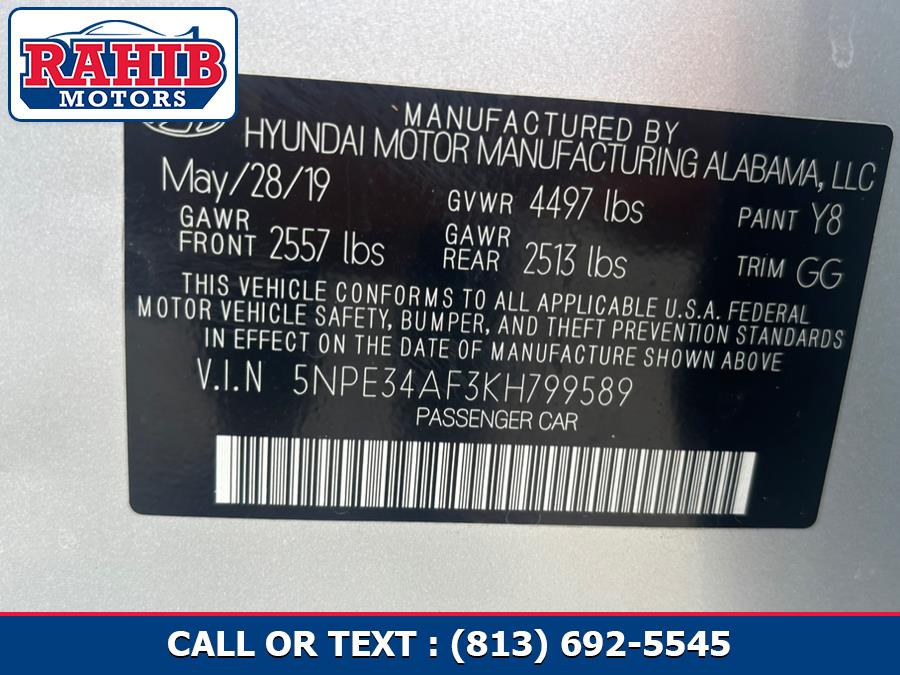 RAHIB
MOTORS
MANUFACTURED BY
HYUNDAI MOTOR MANUFACTURING ALABAMA, LLC
May/28/19 GVWR 4497 lbs PAINT Y8
GAWR FRONT 2557 lbs GAWR REAR 2513 lbs TRIM GG
THIS VEHICLE CONFORMS TO ALL APPLICABLE U.S.A. FEDERAL
MOTOR VEHICLE SAFETY, BUMPER, AND THEFT PREVENTION STANDARDS
IN EFFECT ON THE DATE OF MANUFACTURE SHOWN ABOVE
V.I.N 5NPE34AF3KH799589
PASSENGER CAR
CALL OR TEXT : (813) 692-5545